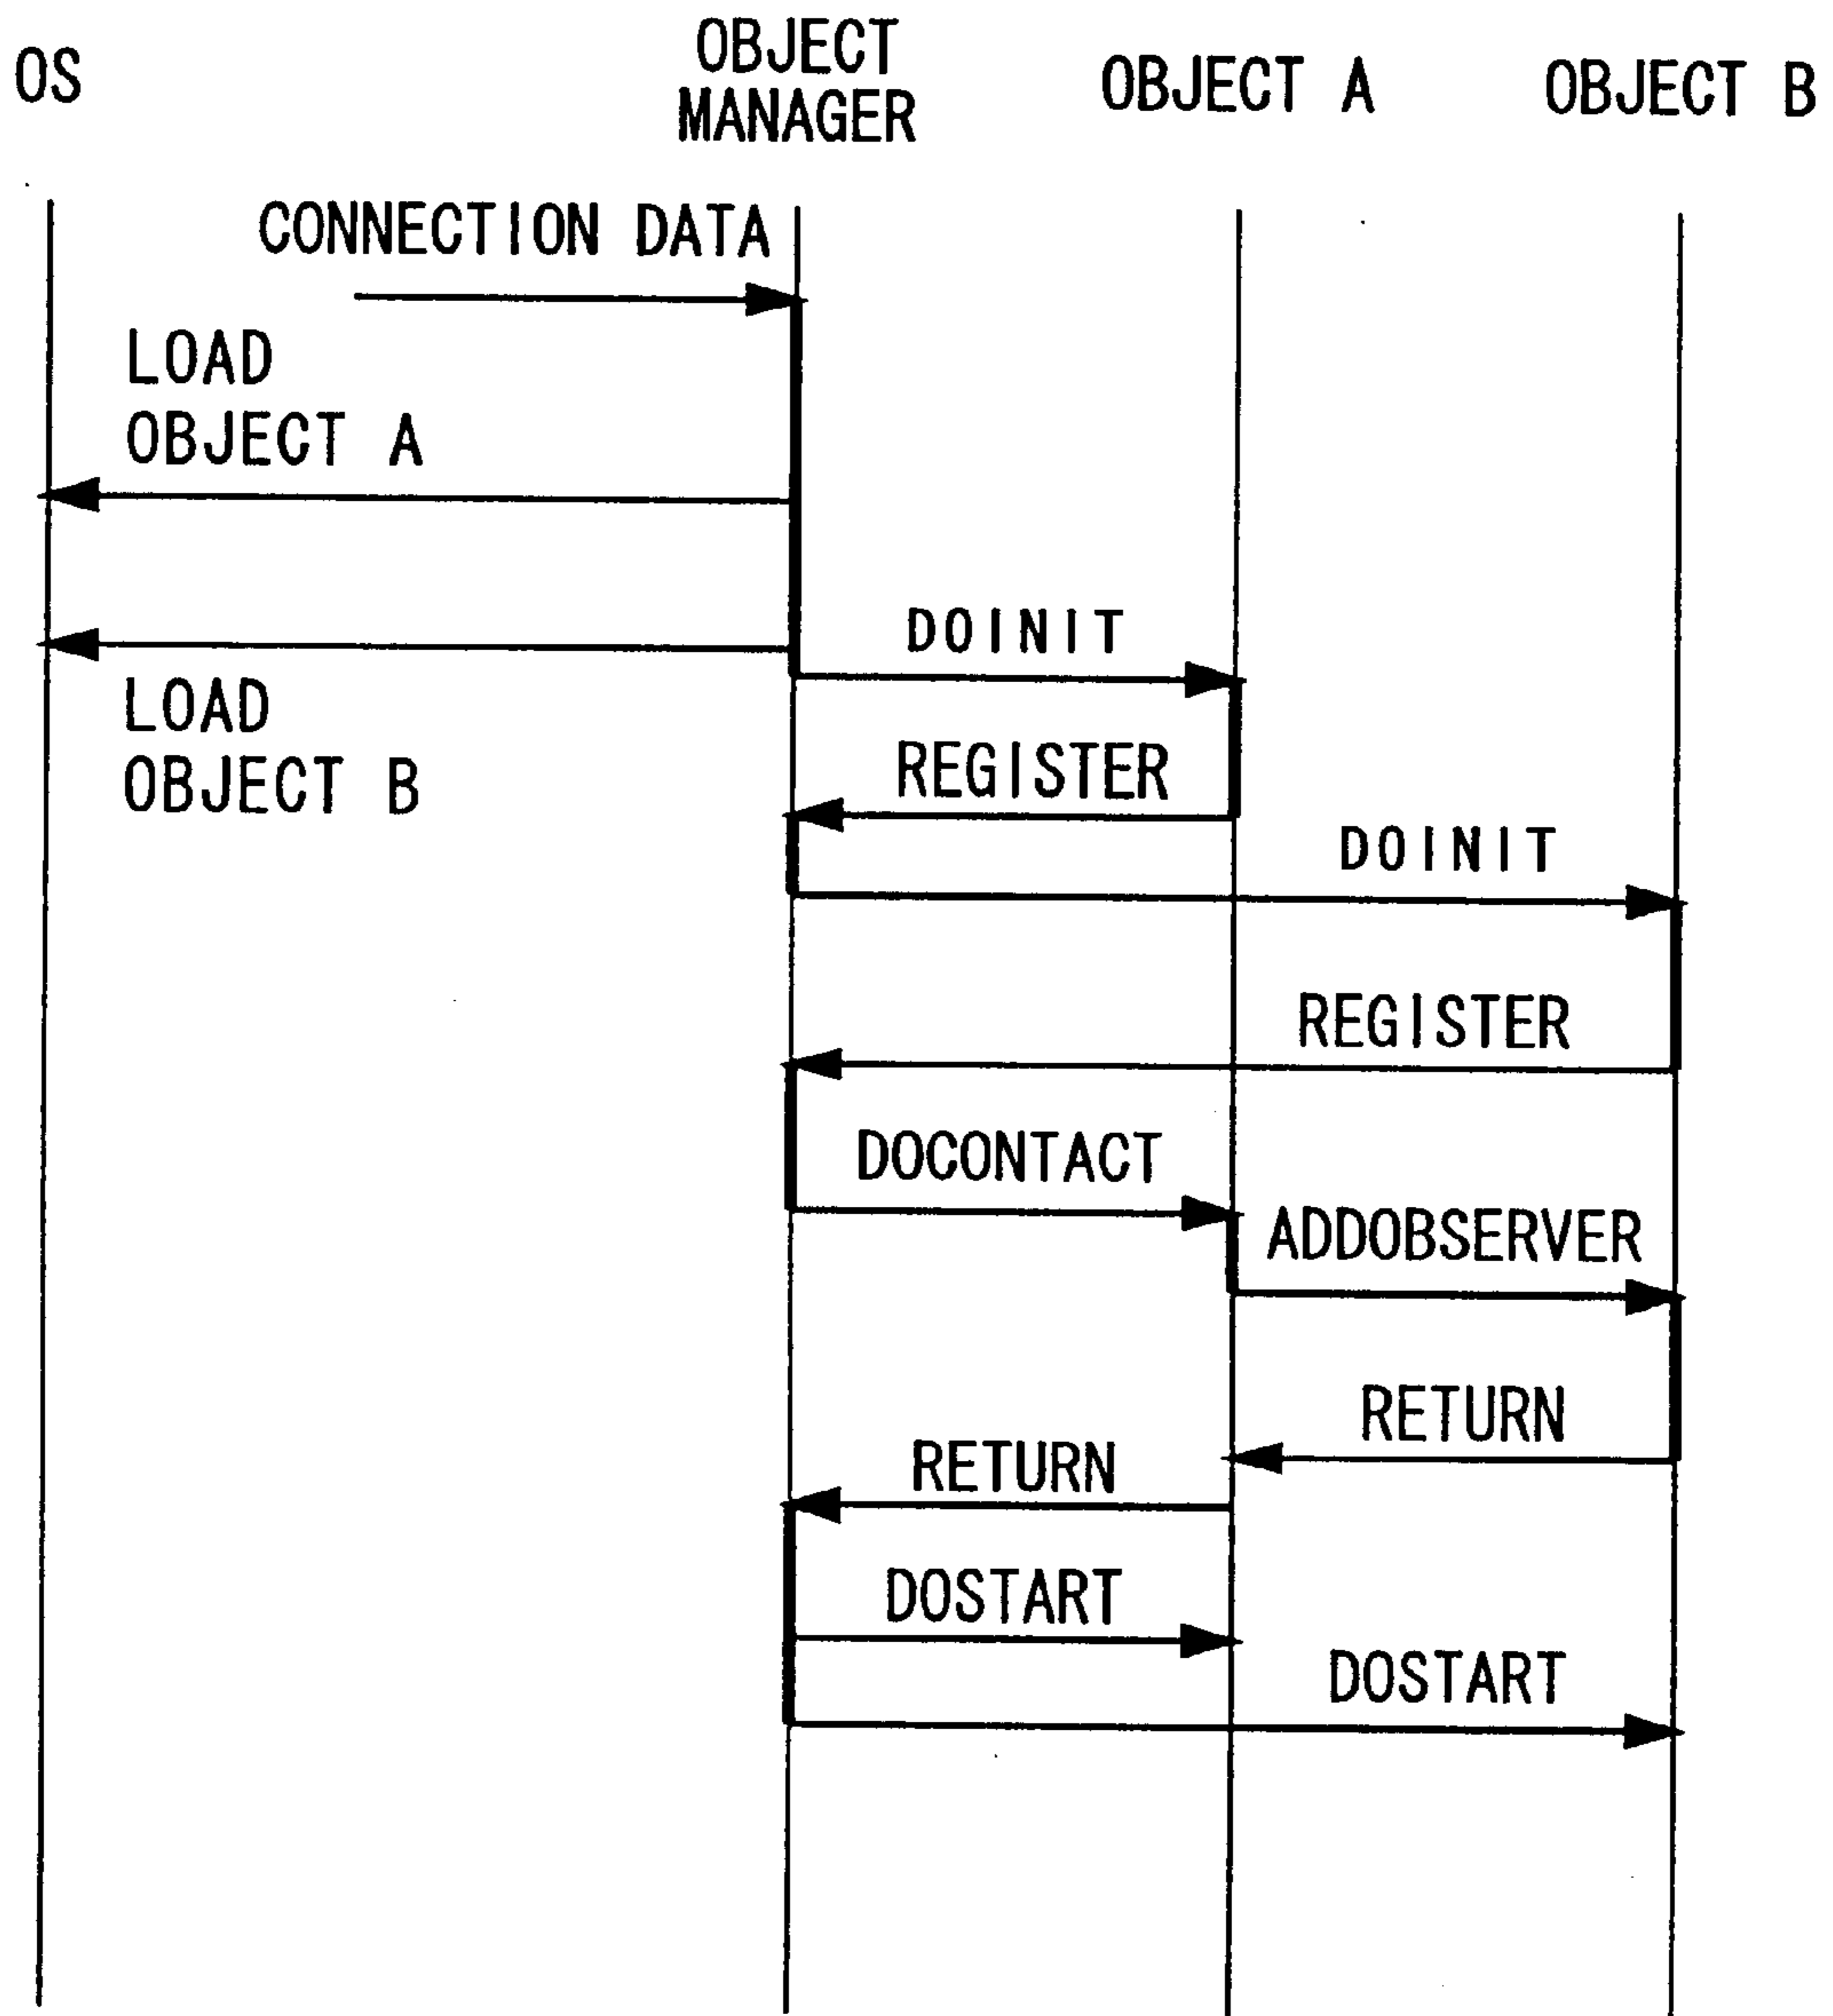 OS
OBJECT
MANAGER
OBJECT A
OBJECT B
CONNECTION DATA
LOAD
OBJECT A
DOINIT
LOAD
OBJECT B
REGISTER
DOINIT
REGISTER
DOCONTACT
ADDOBSERVER
RETURN
RETURN
DOSTART
DOSTART